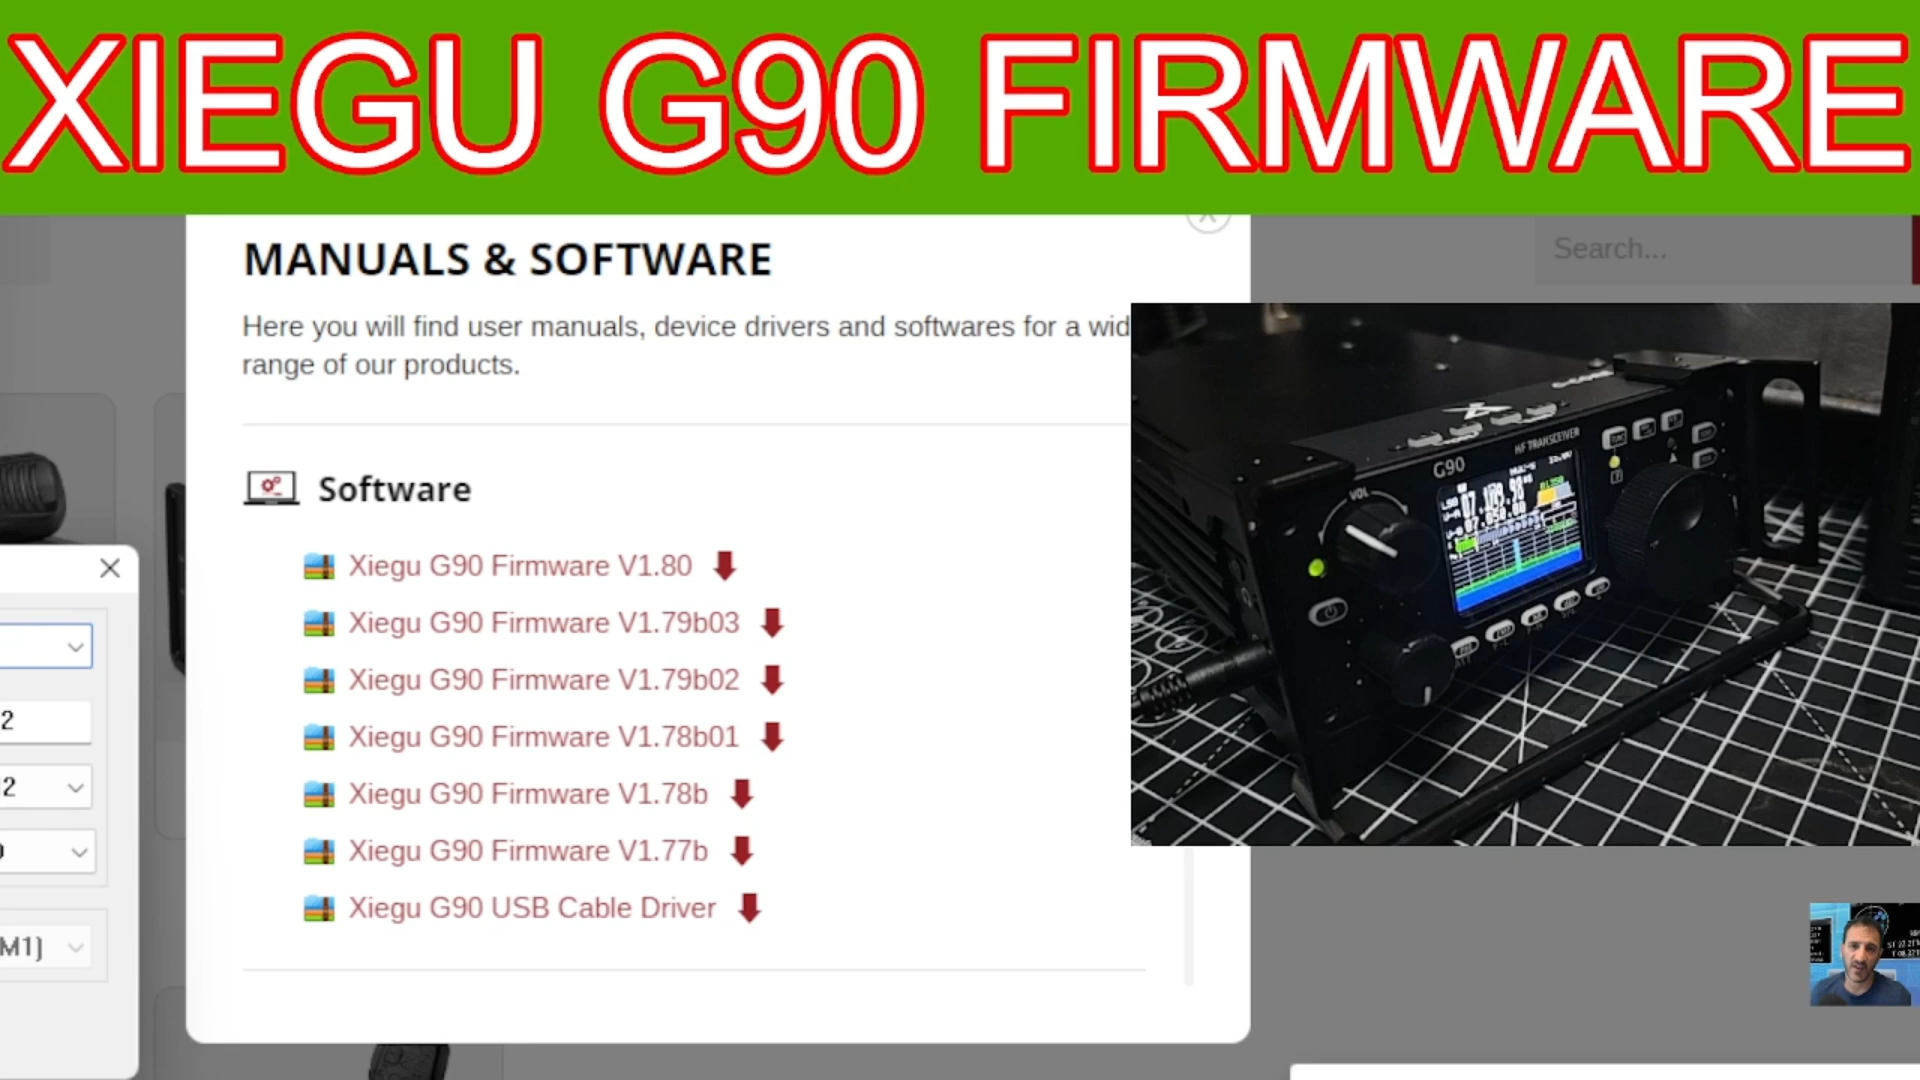 XIEGU G90 FIRMWARE
MANUALS & SOFTWARE
Search...
Here you will find user manuals, device drivers and softwares for a wid
range of our products.
Software
Xiegu G90 Firmware V1.80
Xiegu G90 Firmware V1.79b03
Xiegu G90 Firmware V1.79b02
Xiegu G90 Firmware V1.78b01
Xiegu G90 Firmware V1.78b
Xiegu G90 Firmware V1.77b
Xiegu G90 USB Cable Driver
2
M1)
G90
HF TRANSCEIVER
VOL